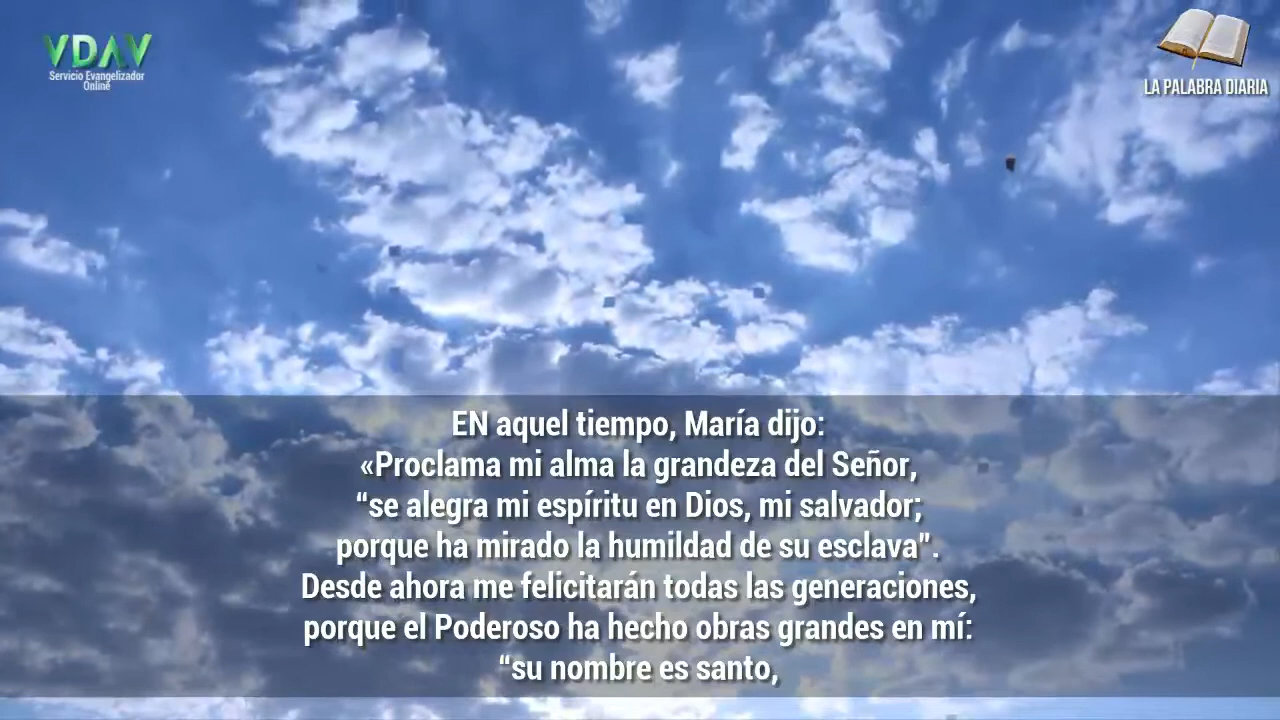 VDAV
Servicio Evangelizador
Online
LA PALABRA DIARIA
EN aquel tiempo, María dijo:
«Proclama mi alma la grandeza del Señor,
“se alegra mi espíritu en Dios, mi salvador;
porque ha mirado la humildad de su esclava”.
Desde ahora me felicitarán todas las generaciones,
porque el Poderoso ha hecho obras grandes en mí:
“su nombre es santo,